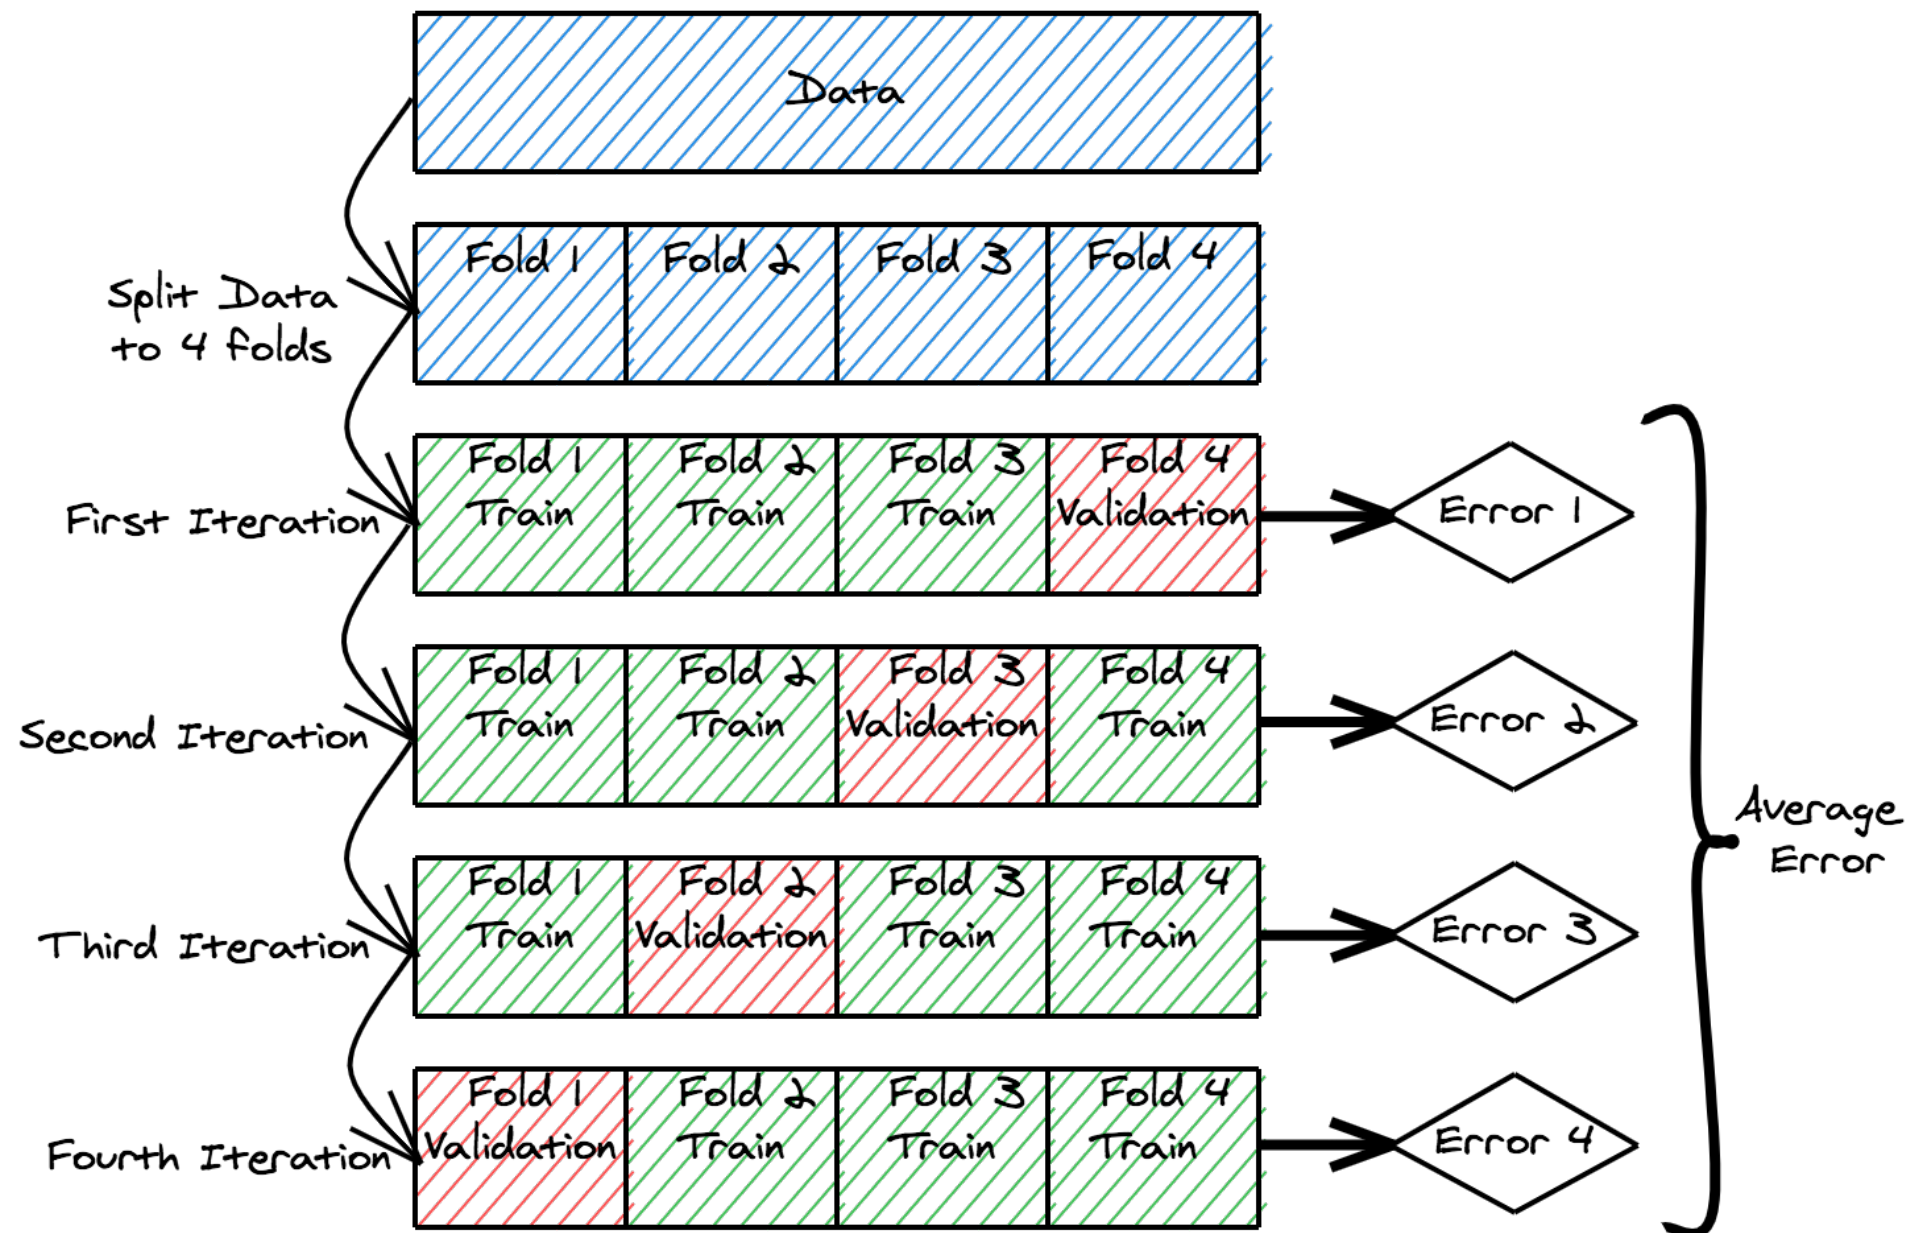 Data
Fold 1 Fold 2 Fold 3 Fold 4
Split Data
to 4 folds
Fold 1 Fold 2 Fold 3 Fold 4
Train Train Train Validation
First Iteration
Error 1
Fold 1 Fold 2 Fold 3 Fold 4
Train Train Validation Train
Second Iteration
Error 2
Average
Error
Fold 1 Fold 2 Fold 3 Fold 4
Train Validation Train Train
Third Iteration
Error 3
Fold 1 Fold 2 Fold 3 Fold 4
Validation Train Train Train
Fourth Iteration
Error 4